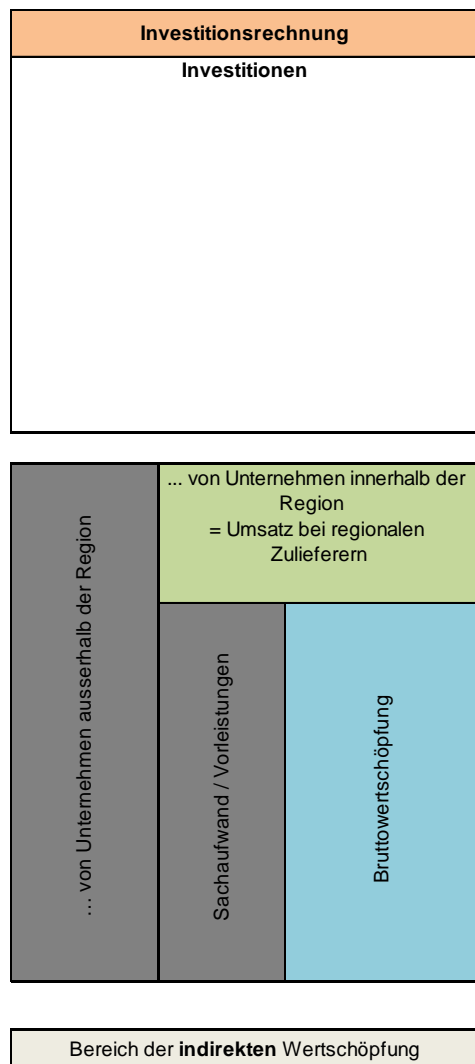 Investitionsrechnung
Investitionen
… von Unternehmen ausserhalb der Region
... von Unternehmen innerhalb der
Region
= Umsatz bei regionalen
Zulieferern
Sachaufwand / Vorleistungen
Bruttowertschöpfung
Bereich der indirekten Wertschöpfung